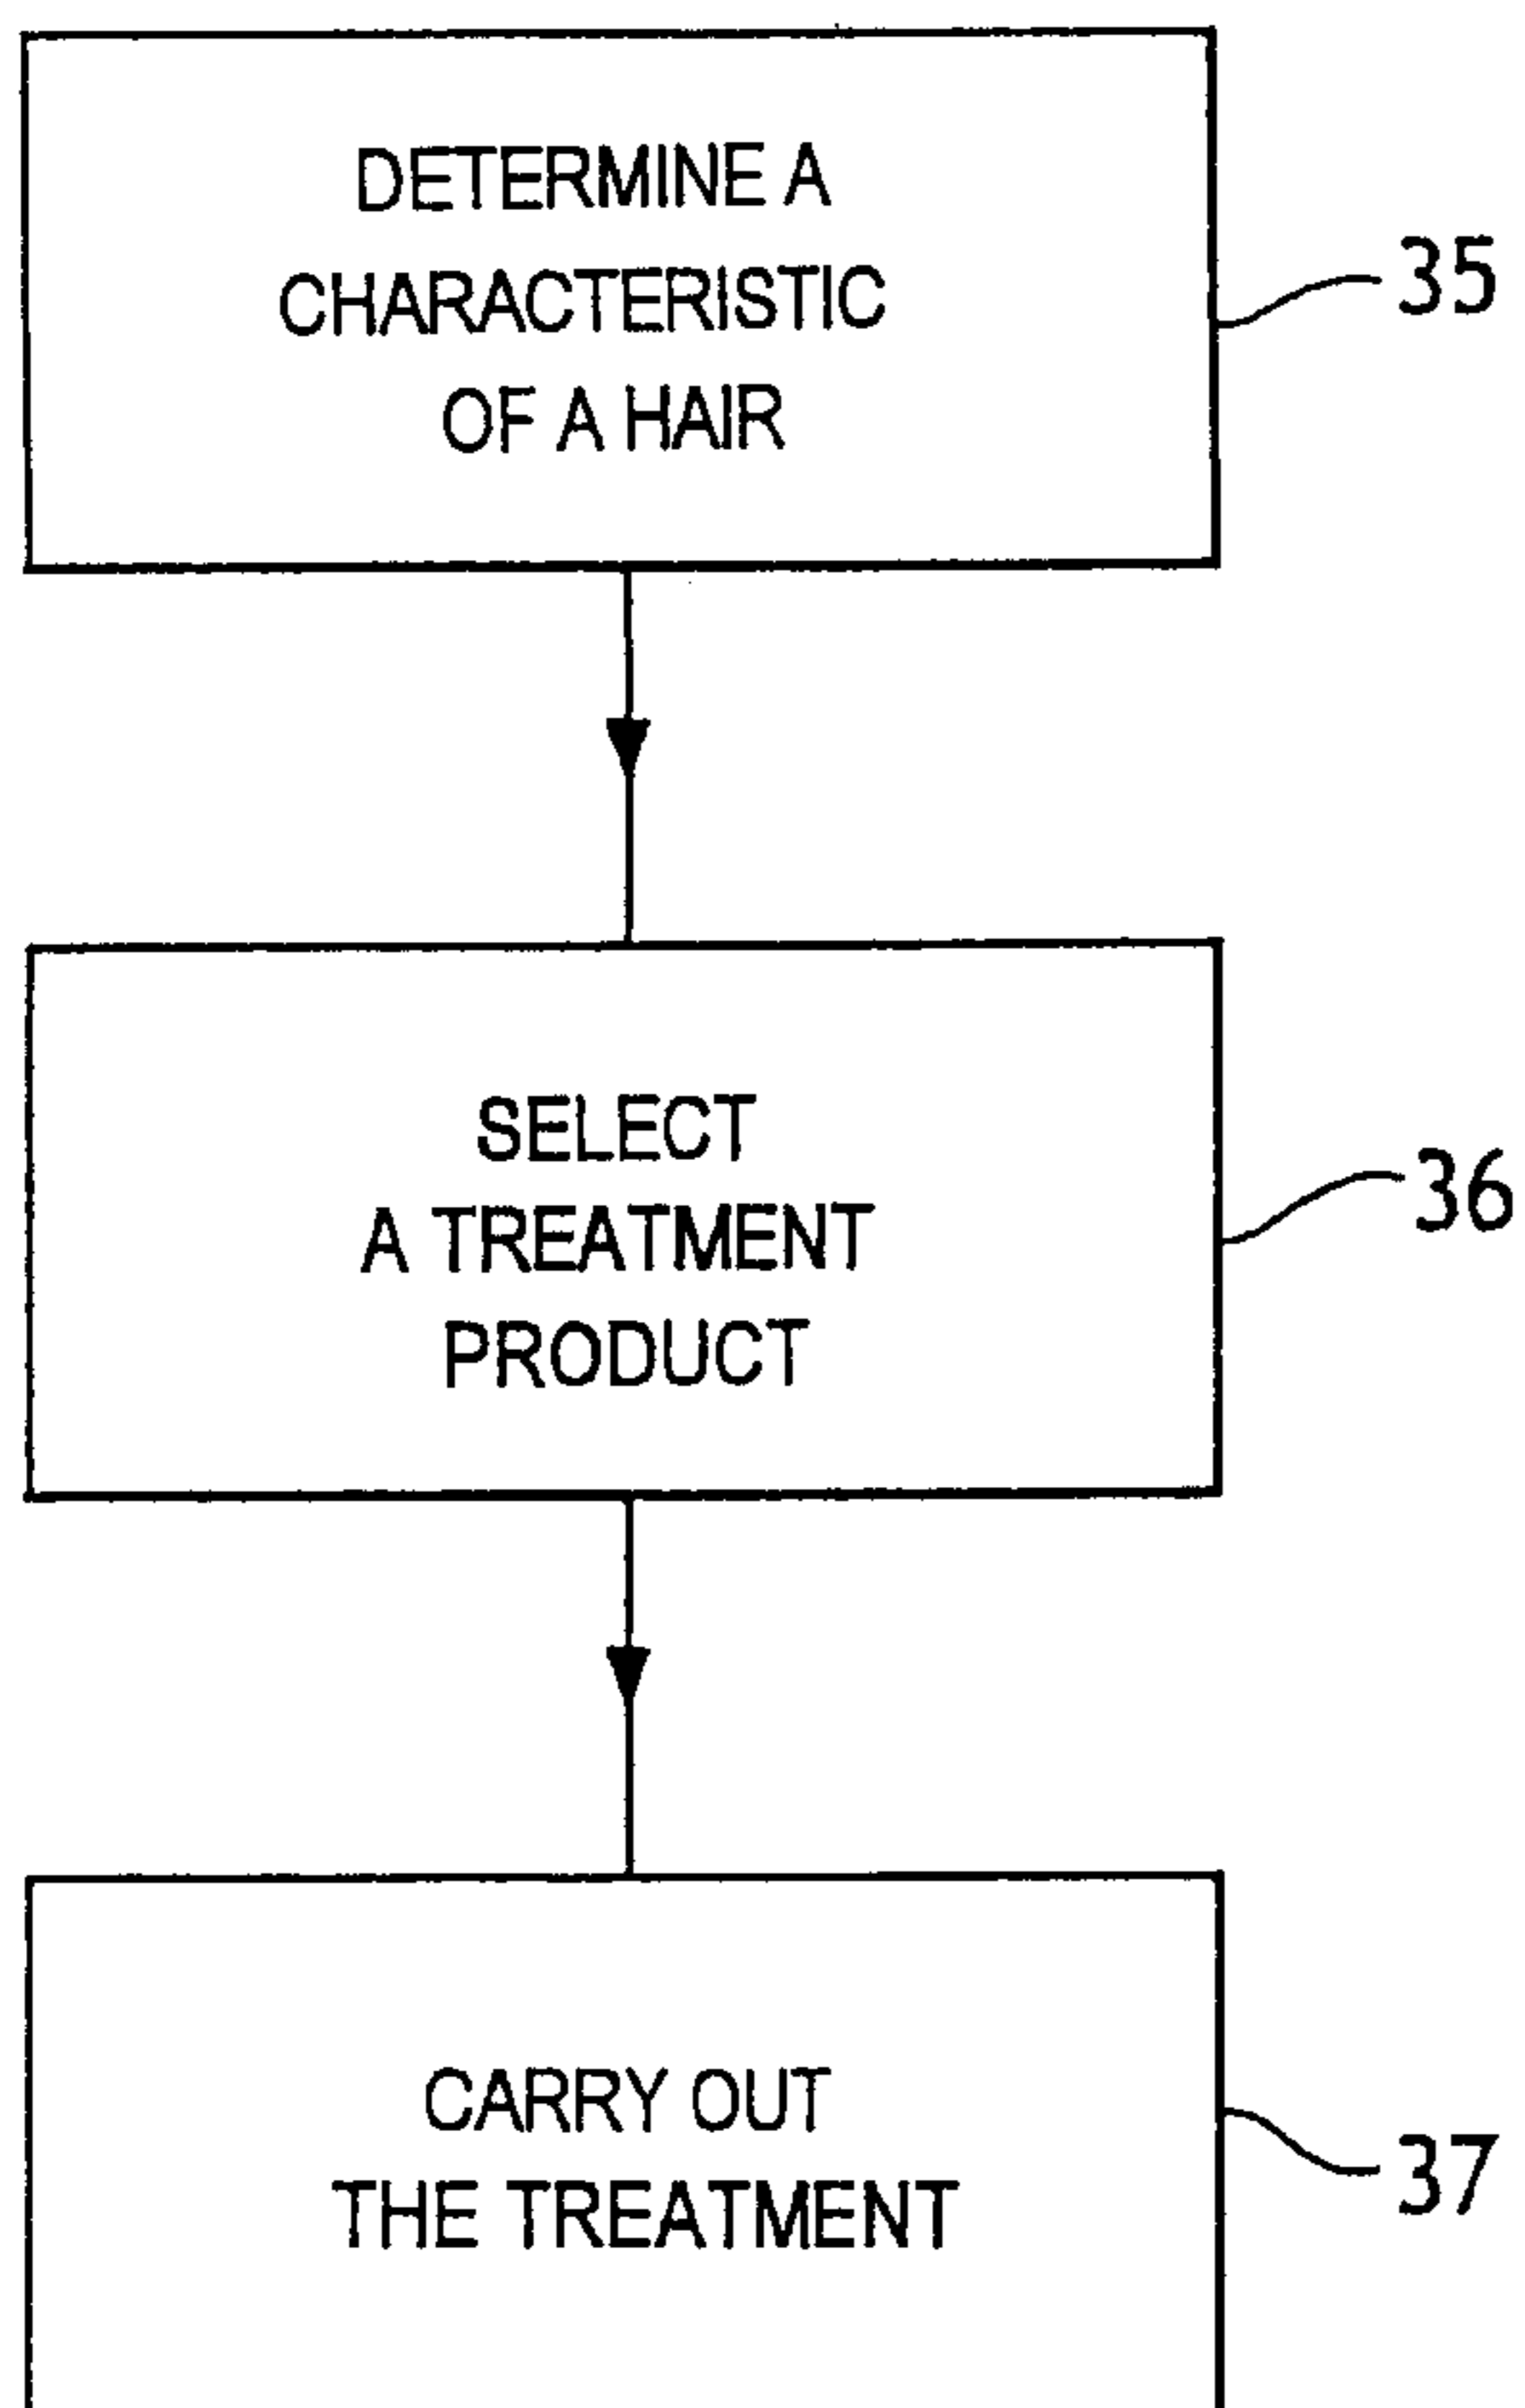 DETERMINE A
CHARACTERISTIC
OF A HAIR
35
SELECT
A TREATMENT
PRODUCT
36
CARRY OUT
THE TREATMENT
37